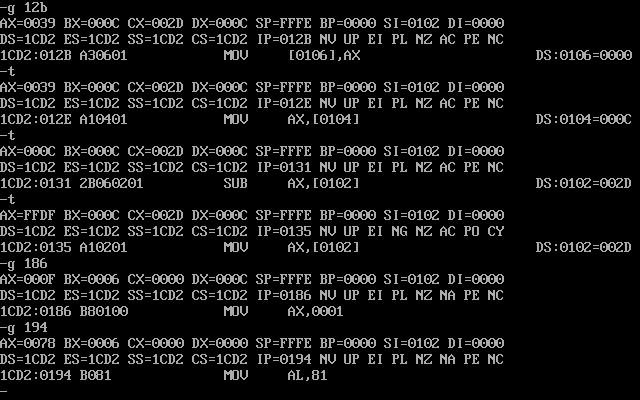 -g 12b
AX=0039 BX=000C CX=002D DX=000C SP=FFFE BP=0000 SI=0102 DI=0000
DS=1CD2 ES=1CD2 SS=1CD2 CS=1CD2 IP=012B NV UP EI PL NZ AC PE NC
1CD2:012B A30601 MOV [0106],AX DS:0106=0000
-t
AX=0039 BX=000C CX=002D DX=000C SP=FFFE BP=0000 SI=0102 DI=0000
DS=1CD2 ES=1CD2 SS=1CD2 CS=1CD2 IP=012E NV UP EI PL NZ AC PE NC
1CD2:012E A10401 MOV AX,[0104] DS:0104=000C
-t
AX=000C BX=000C CX=002D DX=000C SP=FFFE BP=0000 SI=0102 DI=0000
DS=1CD2 ES=1CD2 SS=1CD2 CS=1CD2 IP=0131 NV UP EI PL NZ AC PE NC
1CD2:0131 2B060201 SUB AX,[0102] DS:0102=002D
-t
AX=FFDF BX=000C CX=002D DX=000C SP=FFFE BP=0000 SI=0102 DI=0000
DS=1CD2 ES=1CD2 SS=1CD2 CS=1CD2 IP=0135 NV UP EI NG NZ AC PO CY
1CD2:0135 A10201 MOV AX,[0102] DS:0102=002D
-g 186
AX=000F BX=0006 CX=0000 DX=000C SP=FFFE BP=0000 SI=0102 DI=0000
DS=1CD2 ES=1CD2 SS=1CD2 CS=1CD2 IP=0186 NV UP EI PL NZ NA PE NC
1CD2:0186 B80100 MOV AX,0001
-g 194
AX=0078 BX=0006 CX=0000 DX=000C SP=FFFE BP=0000 SI=0102 DI=0000
DS=1CD2 ES=1CD2 SS=1CD2 CS=1CD2 IP=0194 NV UP EI PL NZ NA PE NC
1CD2:0194 B081 MOV AL,81
-